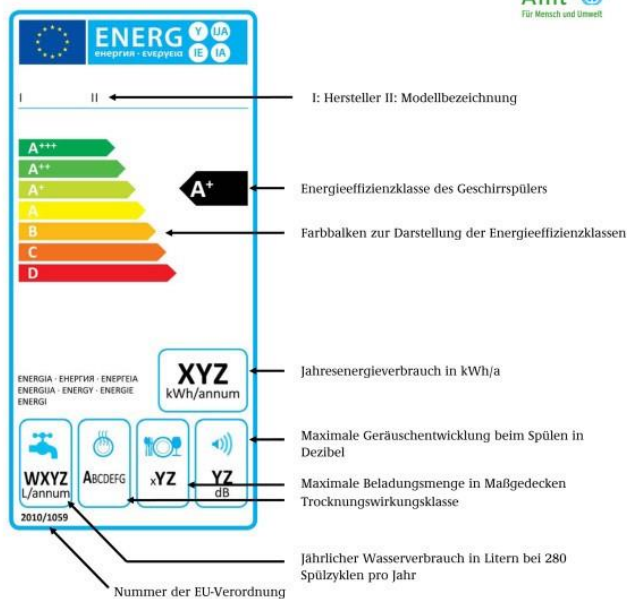 Amt
Für Mensch und Umwelt
ENERG Y IJA
енергия · ενεργεια IE IA
I II
I: Hersteller II: Modellbezeichnung
A+++
A++
A+
A
B
C
D
A+
Energieeffizienzklasse des Geschirrspülers
Farbbalken zur Darstellung der Energieeffizienzklassen
ENERGIA · ЕНЕРГИЯ · ΕΝΕΡΓΕΙΑ
ENERGIJA · ENERGY · ENERGIE
ENERGI
XYZ
kWh/annum
Jahresenergieverbrauch in kWh/a
WXYZ
L/annum
ABCDEFG
xYZ
YZ
dB
Maximale Geräuschentwicklung beim Spülen in
Dezibel
Maximale Beladungsmenge in Maßgedecken
Trocknungswirkungsklasse
2010/1059
Jährlicher Wasserverbrauch in Litern bei 280
Spülzyklen pro Jahr
Nummer der EU-Verordnung